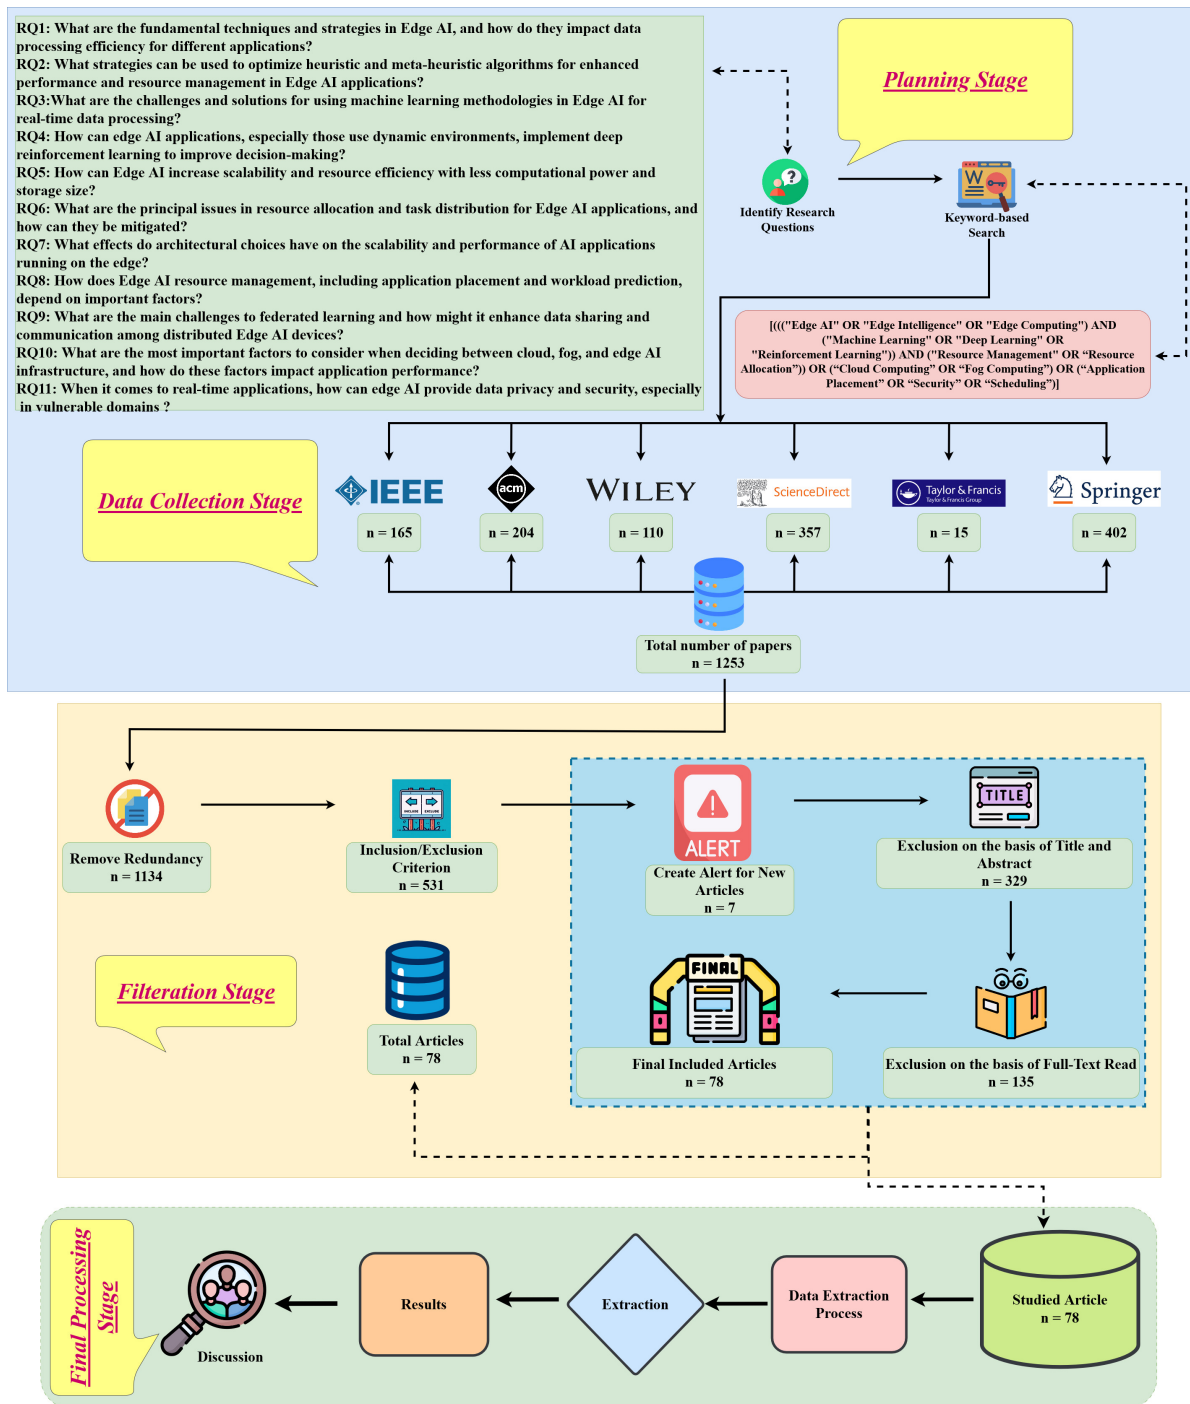 RQ1: What are the fundamental techniques and strategies in Edge AI, and how do they impact data
processing efficiency for different applications?
RQ2: What strategies can be used to optimize heuristic and meta-heuristic algorithms for enhanced
performance and resource management in Edge AI applications?
RQ3:What are the challenges and solutions for using machine learning methodologies in Edge AI for
real-time data processing?
RQ4: How can edge AI applications, especially those use dynamic environments, implement deep
reinforcement learning to improve decision-making?
RQ5: How can Edge AI increase scalability and resource efficiency with less computational power and
storage size?
RQ6: What are the principal issues in resource allocation and task distribution for Edge AI applications, and
how can they be mitigated?
RQ7: What effects do architectural choices have on the scalability and performance of AI applications
running on the edge?
RQ8: How does Edge AI resource management, including application placement and workload prediction,
depend on important factors?
RQ9: What are the main challenges to federated learning and how might it enhance data sharing and
communication among distributed Edge AI devices?
RQ10: What are the most important factors to consider when deciding between cloud, fog, and edge AI
infrastructure, and how do these factors impact application performance?
RQ11: When it comes to real-time applications, how can edge AI provide data privacy and security, especially
in vulnerable domains ?
Planning Stage
Identify Research
Questions
W
Keyword-based
Search
[((("Edge AI" OR "Edge Intelligence" OR "Edge Computing") AND
("Machine Learning" OR "Deep Learning" OR
"Reinforcement Learning")) AND ("Resource Management" OR “Resource
Allocation”)) OR (“Cloud Computing” OR “Fog Computing”) OR (“Application
Placement” OR “Security” OR “Scheduling”)]
Data Collection Stage
IEEE
acm
WILEY
ScienceDirect
Taylor & Francis
Taylor & Francis Group
Springer
n = 165
n = 204
n = 110
n = 357
n = 15
n = 402
Total number of papers
n = 1253
Remove Redundancy
n = 1134
INCLUDE
EXCLUDE
Inclusion/Exclusion
Criterion
n = 531
ALERT
Create Alert for New
Articles
n = 7
TITLE
Exclusion on the basis of Title and
Abstract
n = 329
Filteration Stage
Total Articles
n = 78
FINAL
Final Included Articles
n = 78
Exclusion on the basis of Full-Text Read
n = 135
Final Processing
Stage
Discussion
Results
Extraction
Data Extraction
Process
Studied Article
n = 78